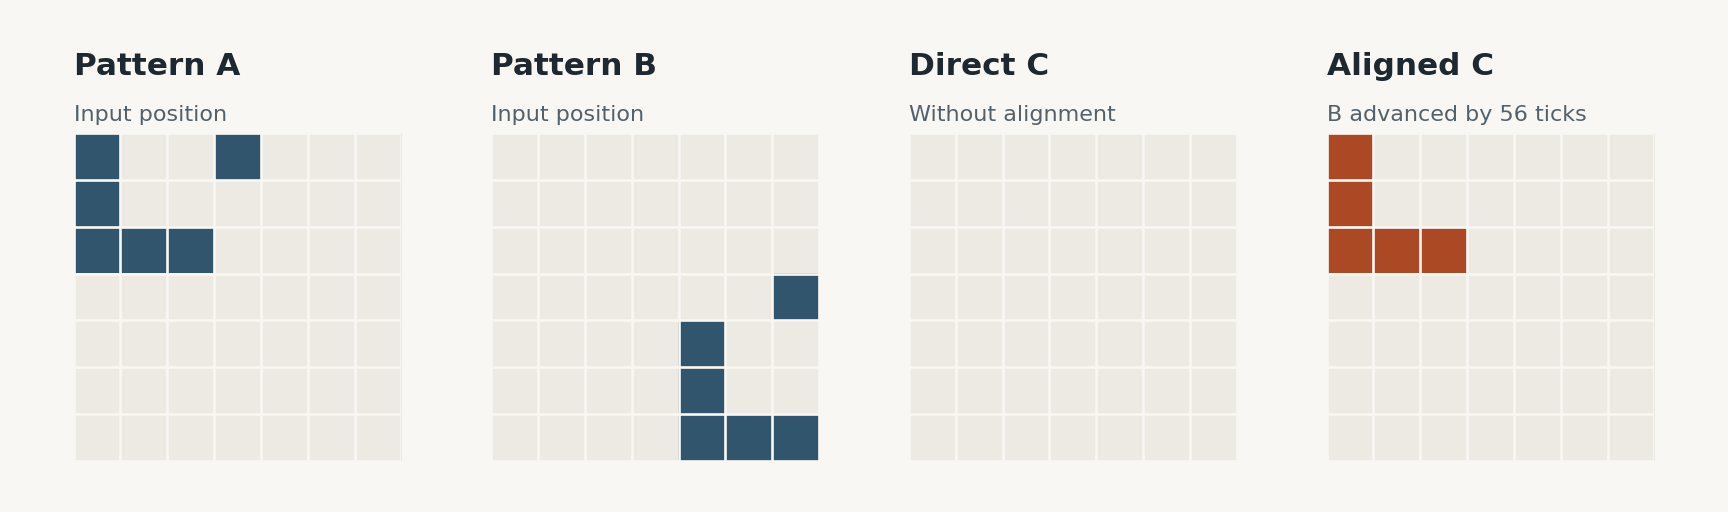 Pattern A
Input position
Pattern B
Input position
Direct C
Without alignment
Aligned C
B advanced by 56 ticks